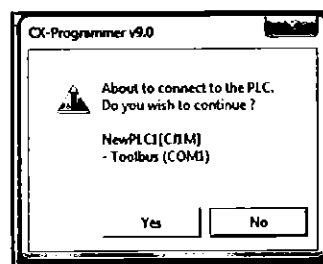 CX-Programmer v9.0
About to connect to the PLC.
Do you wish to continue ?
NewPLC1[CJ1M]
- Toolbus (COM1)
Yes
No